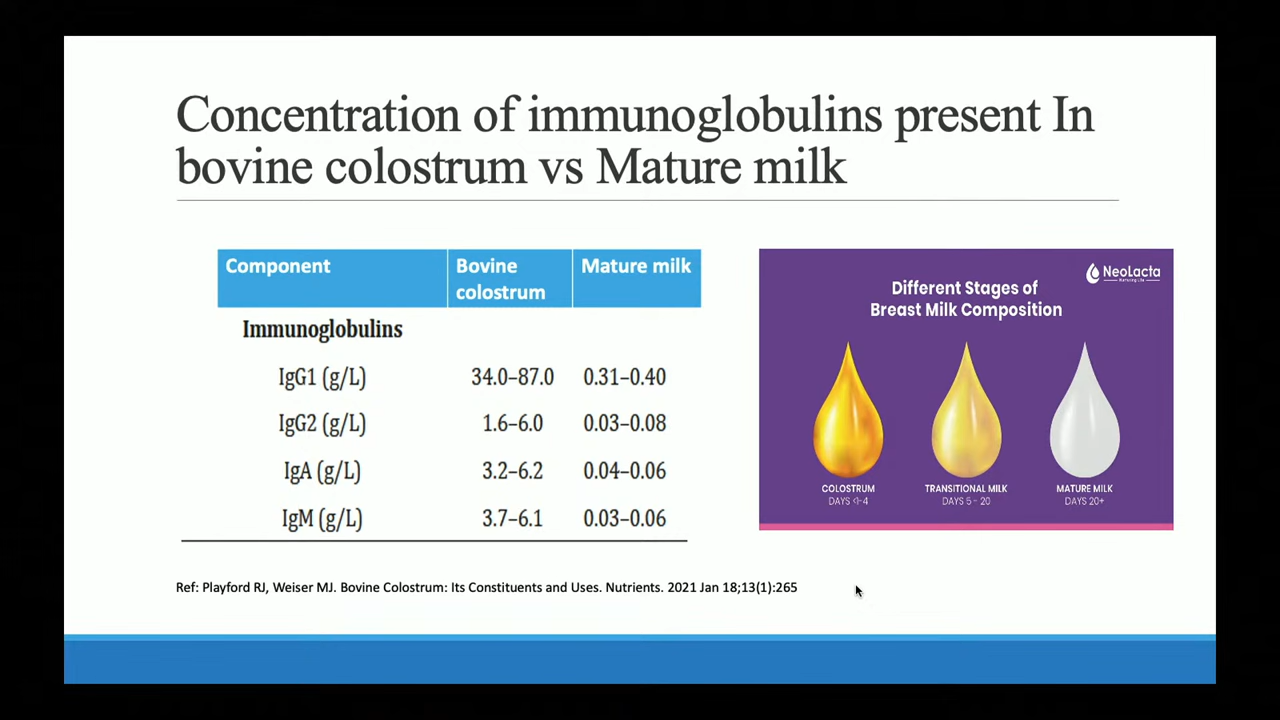 Concentration of immunoglobulins present In
bovine colostrum vs Mature milk
Component Bovine colostrum Mature milk
Immunoglobulins
IgG1 (g/L) 34.0–87.0 0.31–0.40
IgG2 (g/L) 1.6–6.0 0.03–0.08
IgA (g/L) 3.2–6.2 0.04–0.06
IgM (g/L) 3.7–6.1 0.03–0.06
NeoLacta
Nurturing Life
Different Stages of
Breast Milk Composition
COLOSTRUM TRANSITIONAL MILK MATURE MILK
DAYS <1-4 DAYS 5 - 20 DAYS 20+
Ref: Playford RJ, Weiser MJ. Bovine Colostrum: Its Constituents and Uses. Nutrients. 2021 Jan 18;13(1):265